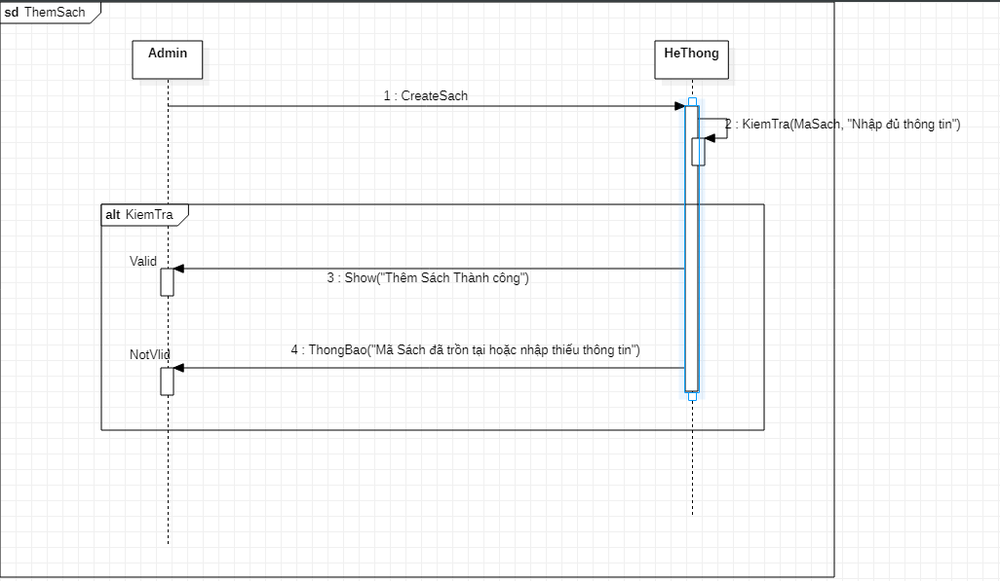 sd ThemSach
Admin
HeThong
1 : CreateSach
2 : KiemTra(MaSach, "Nhập đủ thông tin")
alt KiemTra
Valid
3 : Show("Thêm Sách Thành công")
4 : ThongBao("Mã Sách đã trồn tại hoặc nhập thiếu thông tin")
NotVlid